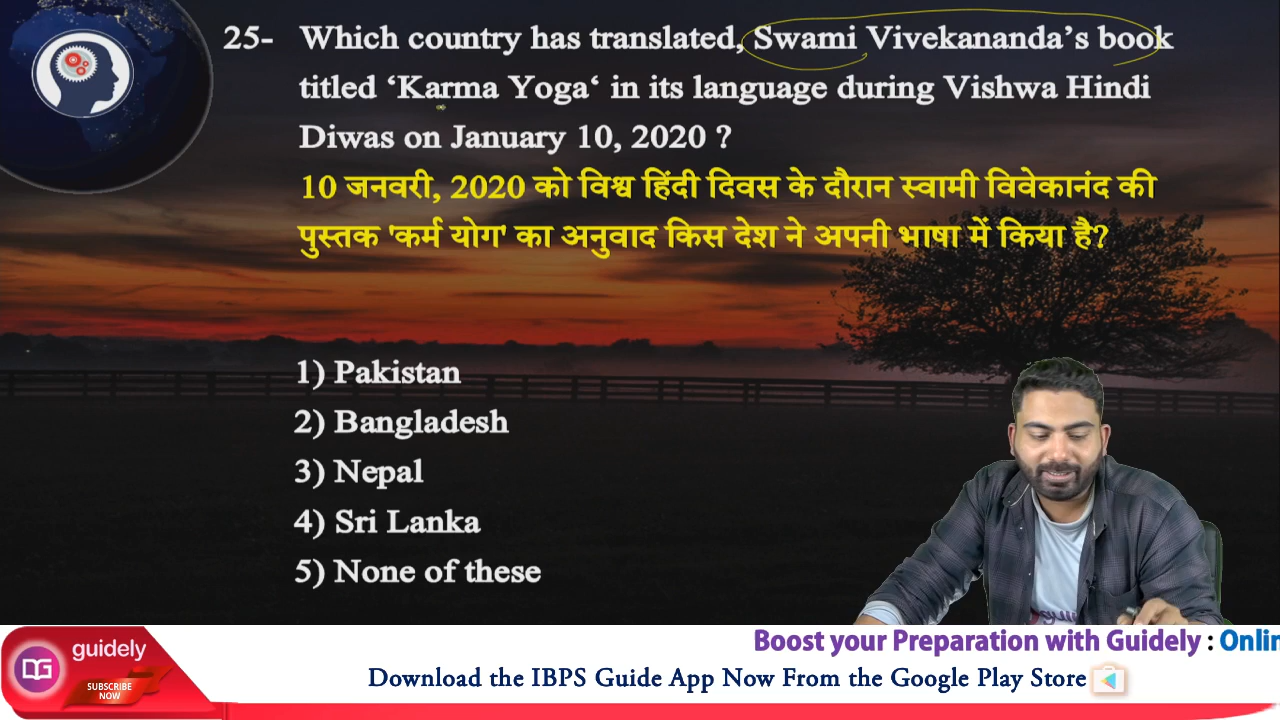 25- Which country has translated, Swami Vivekananda's book
titled ‘Karma Yoga‘ in its language during Vishwa Hindi
Diwas on January 10, 2020 ?
10 जनवरी, 2020 को विश्व हिंदी दिवस के दौरान स्वामी विवेकानंद की
पुस्तक 'कर्म योग' का अनुवाद किस देश ने अपनी भाषा में किया है?
1) Pakistan
2) Bangladesh
3) Nepal
4) Sri Lanka
5) None of these
guidely
SUBSCRIBE
NOW
Boost your Preparation with Guidely : Onlin
Download the IBPS Guide App Now From the Google Play Store